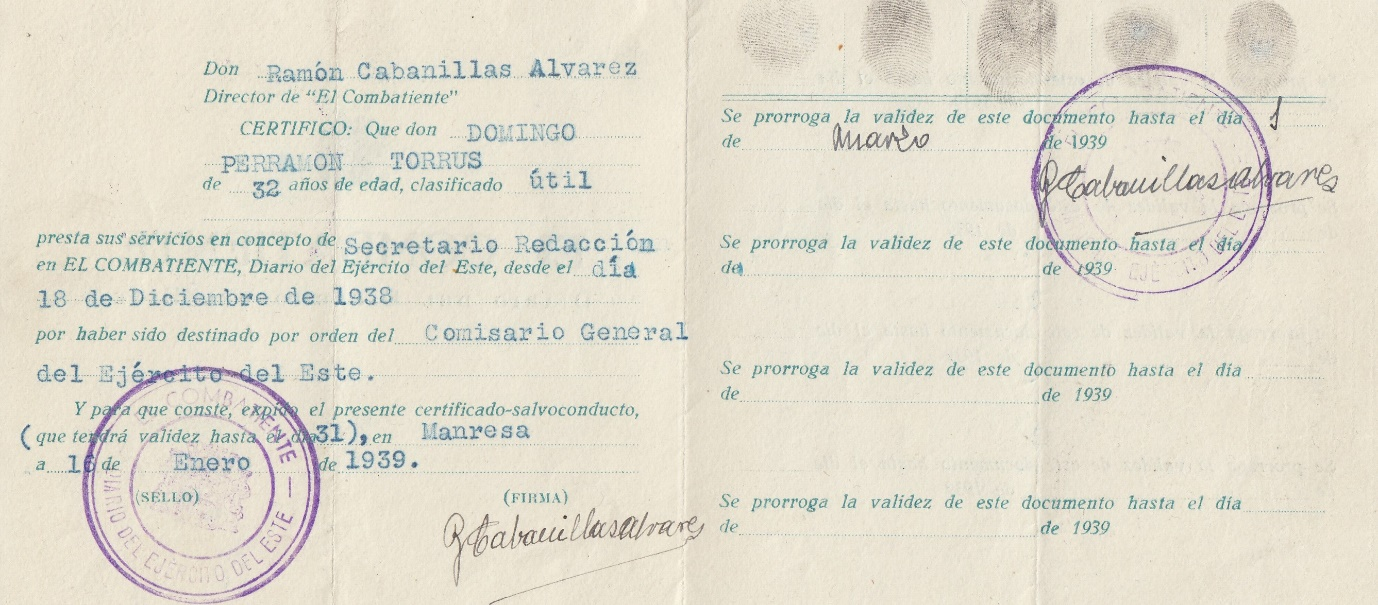 Don Ramón Cabanillas Alvarez
Director de "El Combatiente"
CERTIFICO: Que don DOMINGO
PERRAMON TORRUS
de 32 años de edad, clasificado útil
presta sus servicios en concepto de Secretario Redacción
en EL COMBATIENTE, Diario del Ejército del Este, desde el día
18 de Diciembre de 1938
por haber sido destinado por orden del Comisario General
del Ejército del Este.
Y para que conste, expido el presente certificado-salvoconducto,
(que tendrá validez hasta el día 31), en Manresa
a 16 de Enero de 1939.
(SELLO) (FIRMA)
R Cabanillas Alvares
COMBATIENTE —
DIARIO DEL EJÉRCITO DEL ESTE
Se prorroga la validez de este documento hasta el día 1
de Marzo de 1939
R Cabanillas Alvares
Se prorroga la validez de este documento hasta el día
de de 1939
Se prorroga la validez de este documento hasta el día
de de 1939
Se prorroga la validez de este documento hasta el día
de de 1939